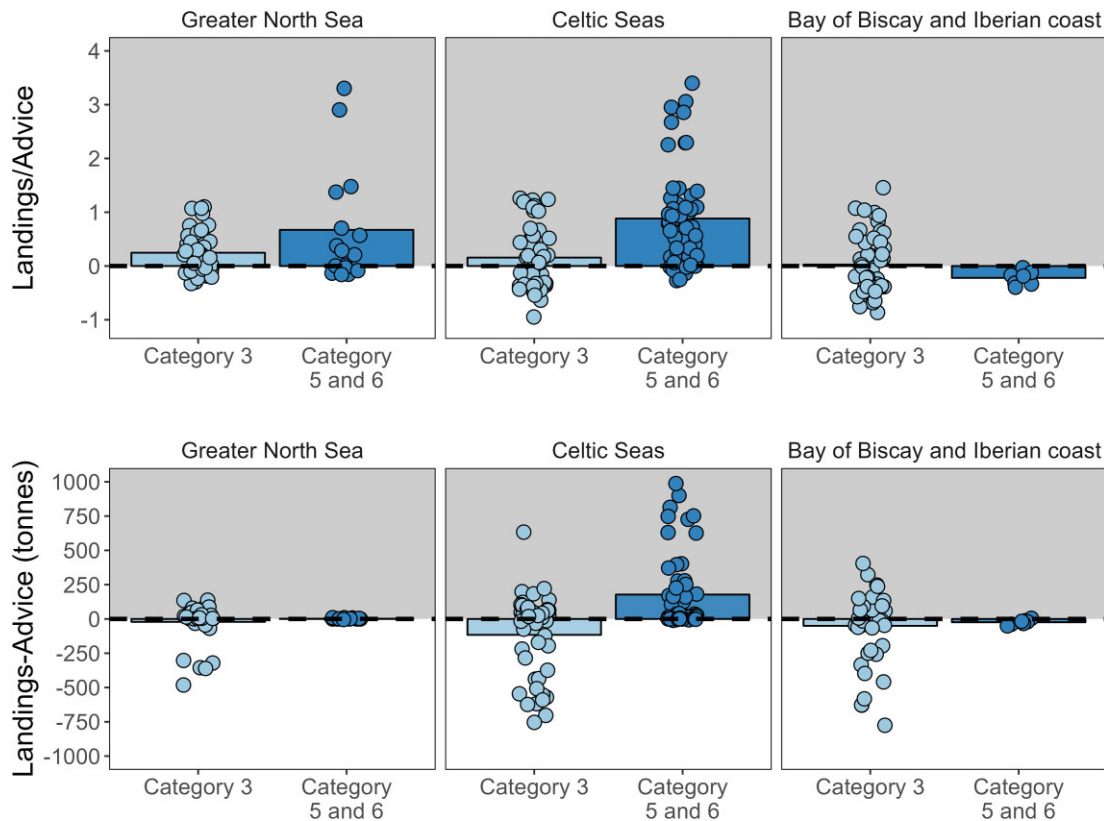 Greater North Sea
Celtic Seas
Bay of Biscay and Iberian coast
Landings/Advice
4
3
2
1
0
-1
Category 3
Category
5 and 6
Category 3
Category
5 and 6
Category 3
Category
5 and 6
Greater North Sea
Celtic Seas
Bay of Biscay and Iberian coast
Landings-Advice (tonnes)
1000
750
500
250
0
-250
-500
-750
-1000
Category 3
Category
5 and 6
Category 3
Category
5 and 6
Category 3
Category
5 and 6